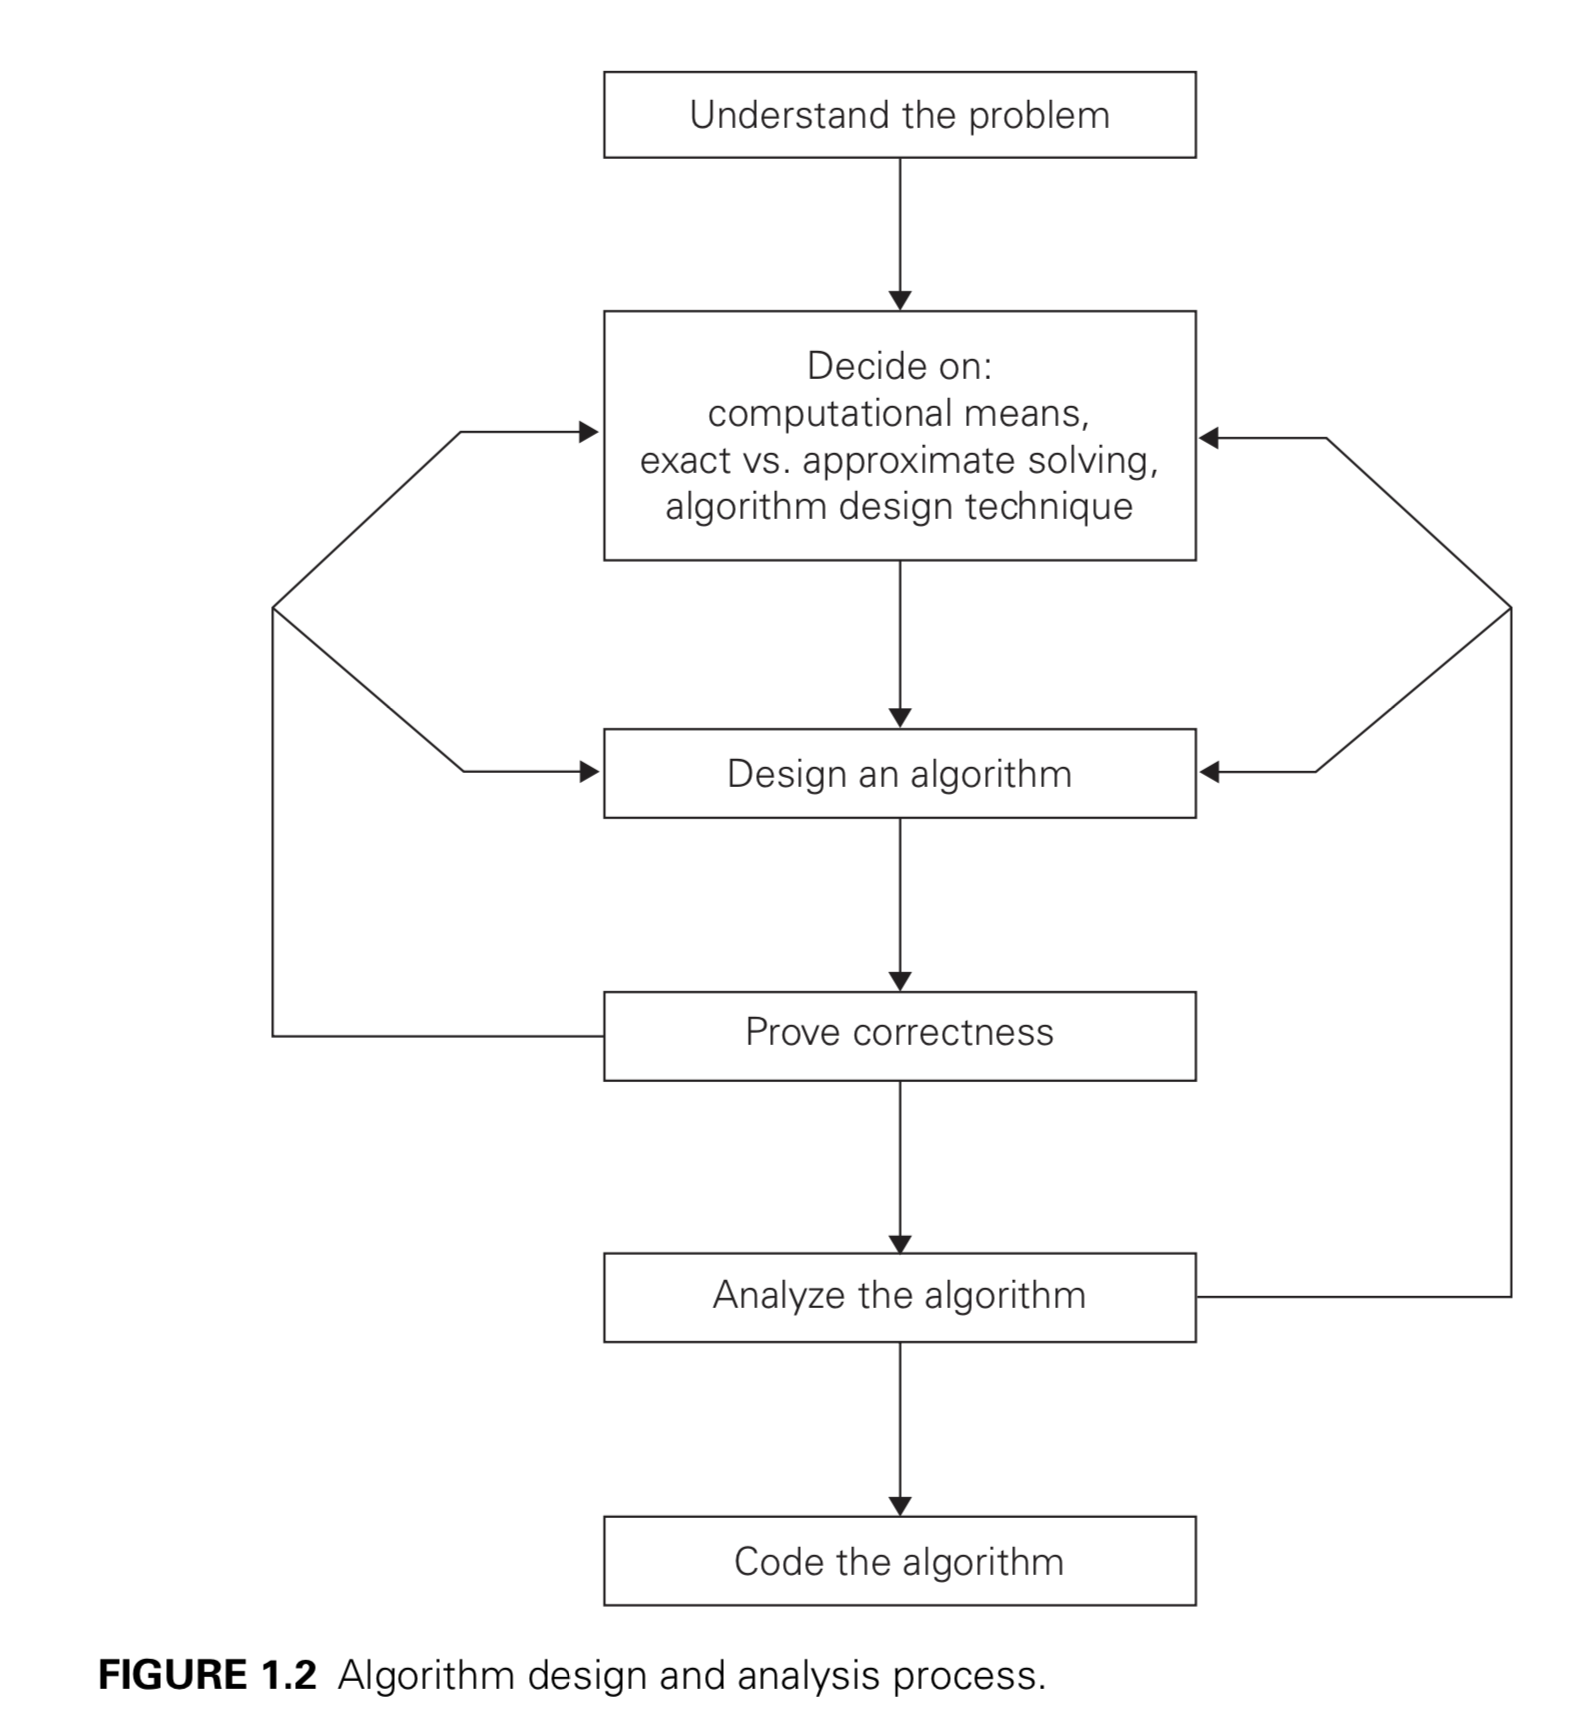 Understand the problem
Decide on:
computational means,
exact vs. approximate solving,
algorithm design technique
Design an algorithm
Prove correctness
Analyze the algorithm
Code the algorithm
FIGURE 1.2 Algorithm design and analysis process.